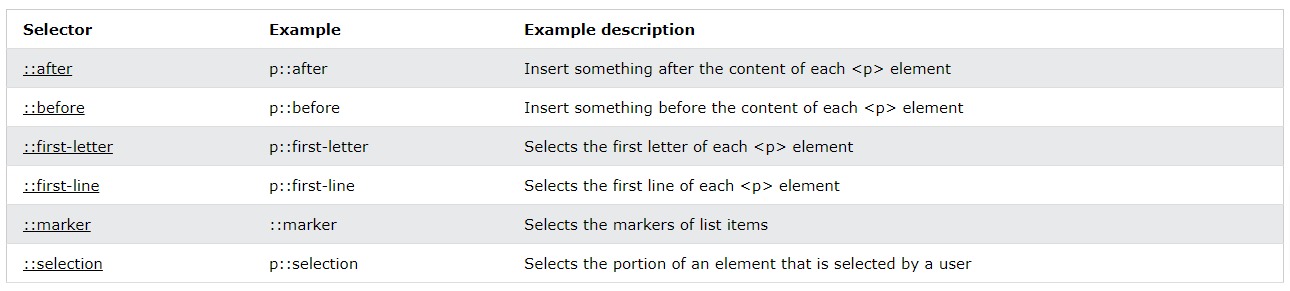 Selector Example Example description
::after p::after Insert something after the content of each <p> element
::before p::before Insert something before the content of each <p> element
::first-letter p::first-letter Selects the first letter of each <p> element
::first-line p::first-line Selects the first line of each <p> element
::marker ::marker Selects the markers of list items
::selection p::selection Selects the portion of an element that is selected by a user